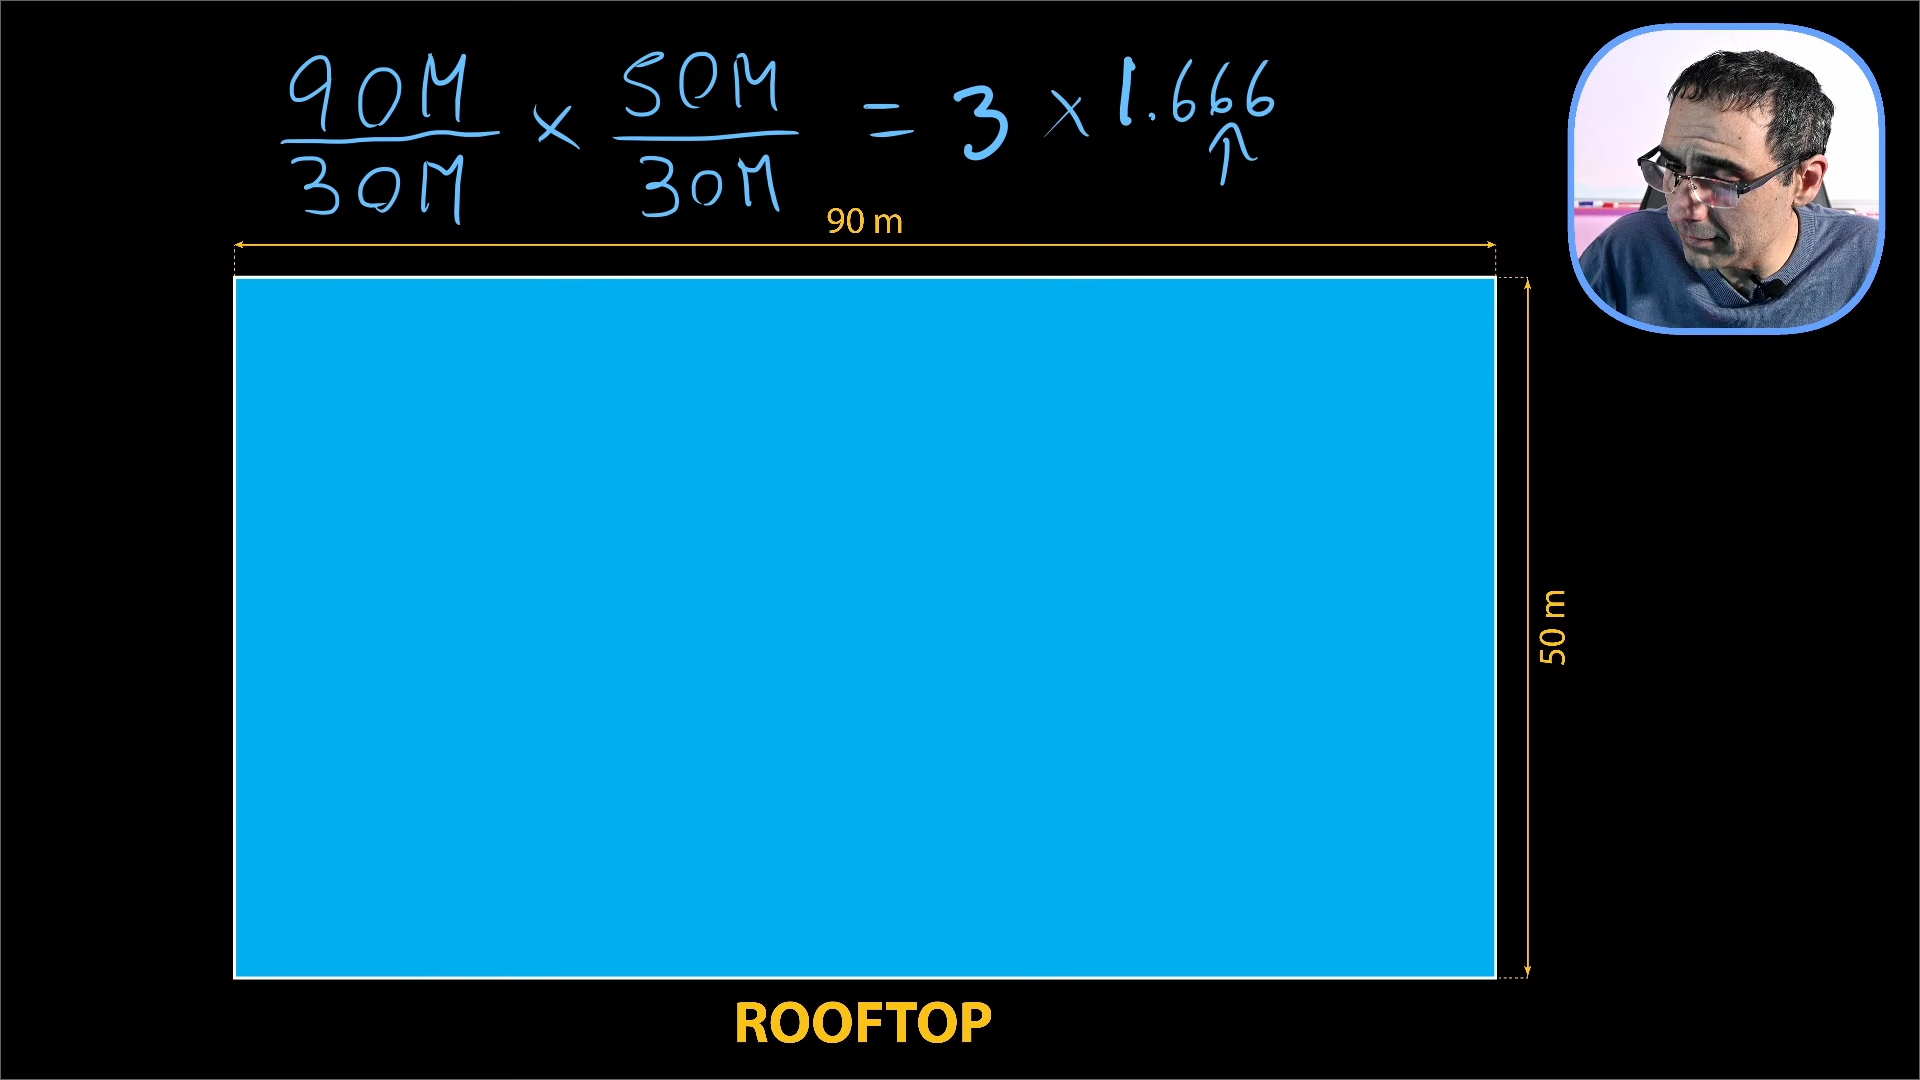 90M × 50M = 3 × 1.666
30M 30M
↑
90 m
50 m
ROOFTOP